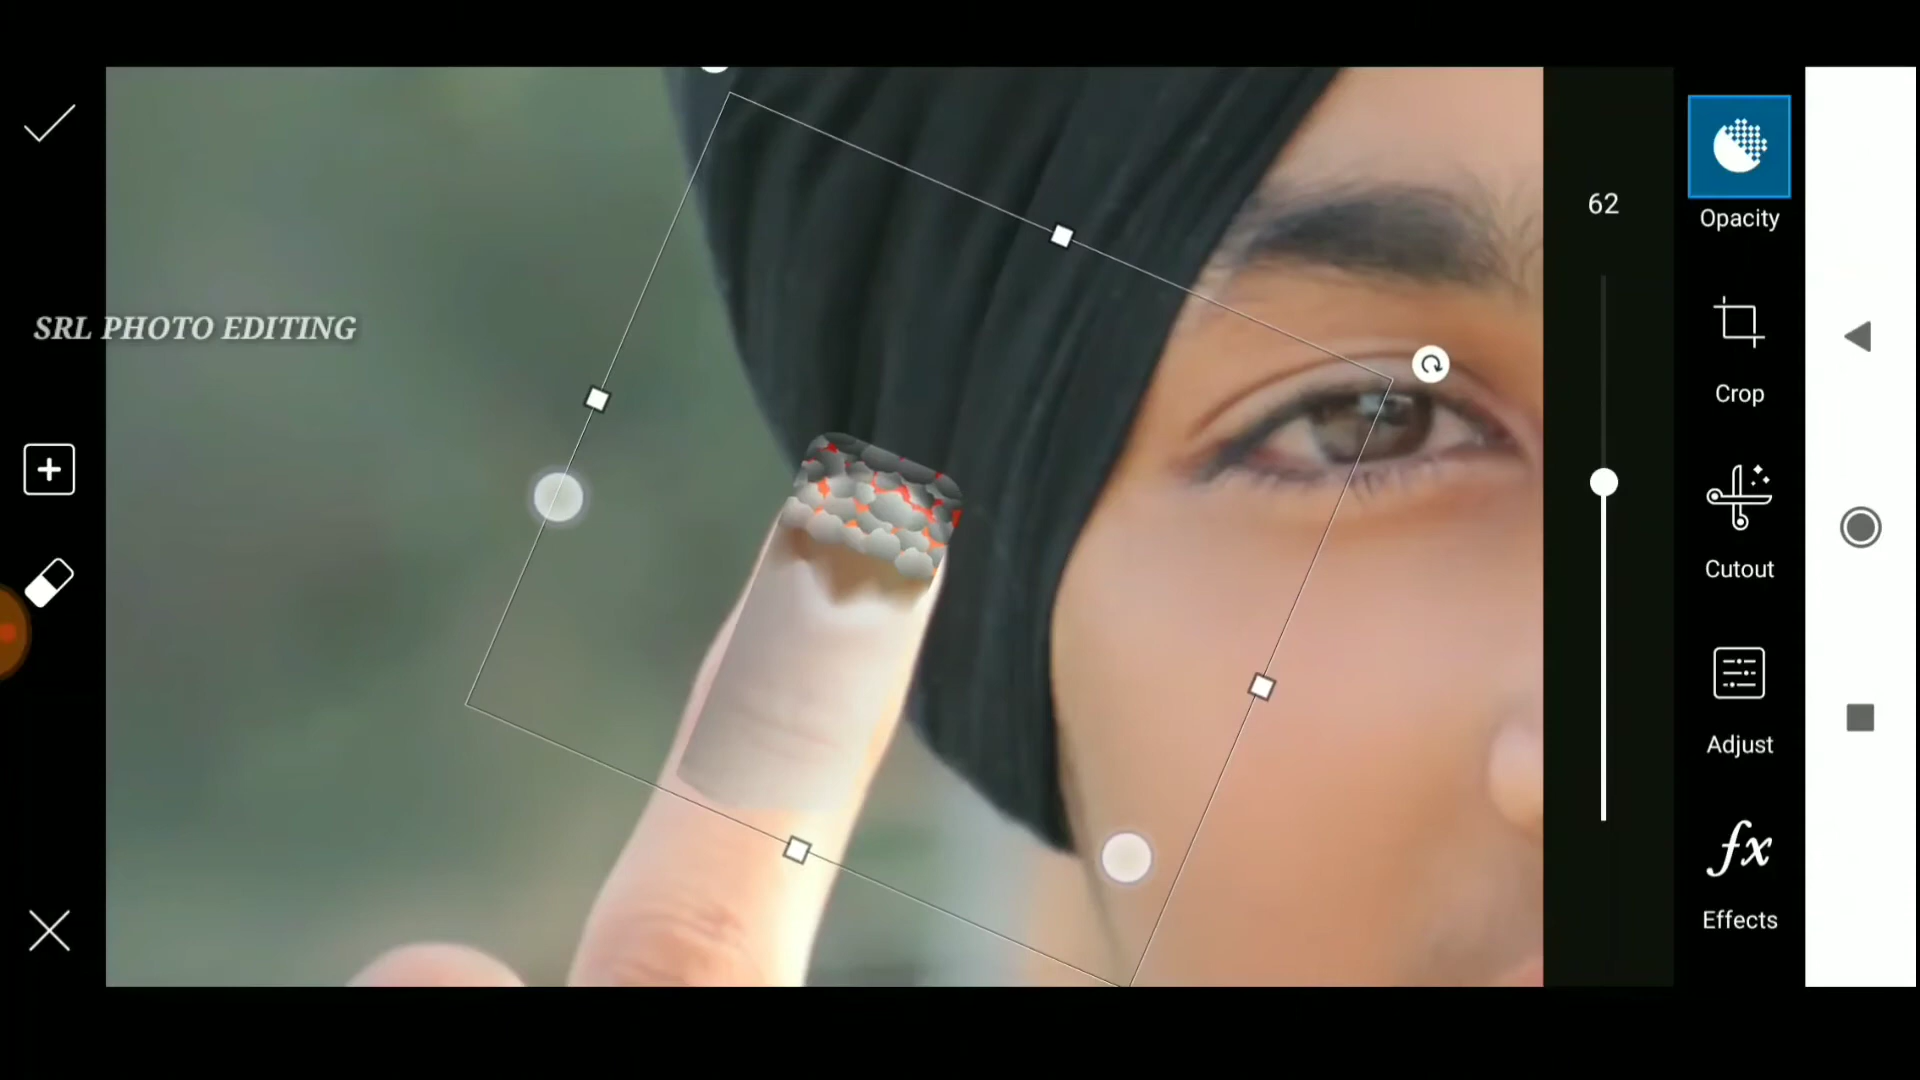 62
Opacity
Crop
SRL PHOTO EDITING
Cutout
Adjust
fx
Effects